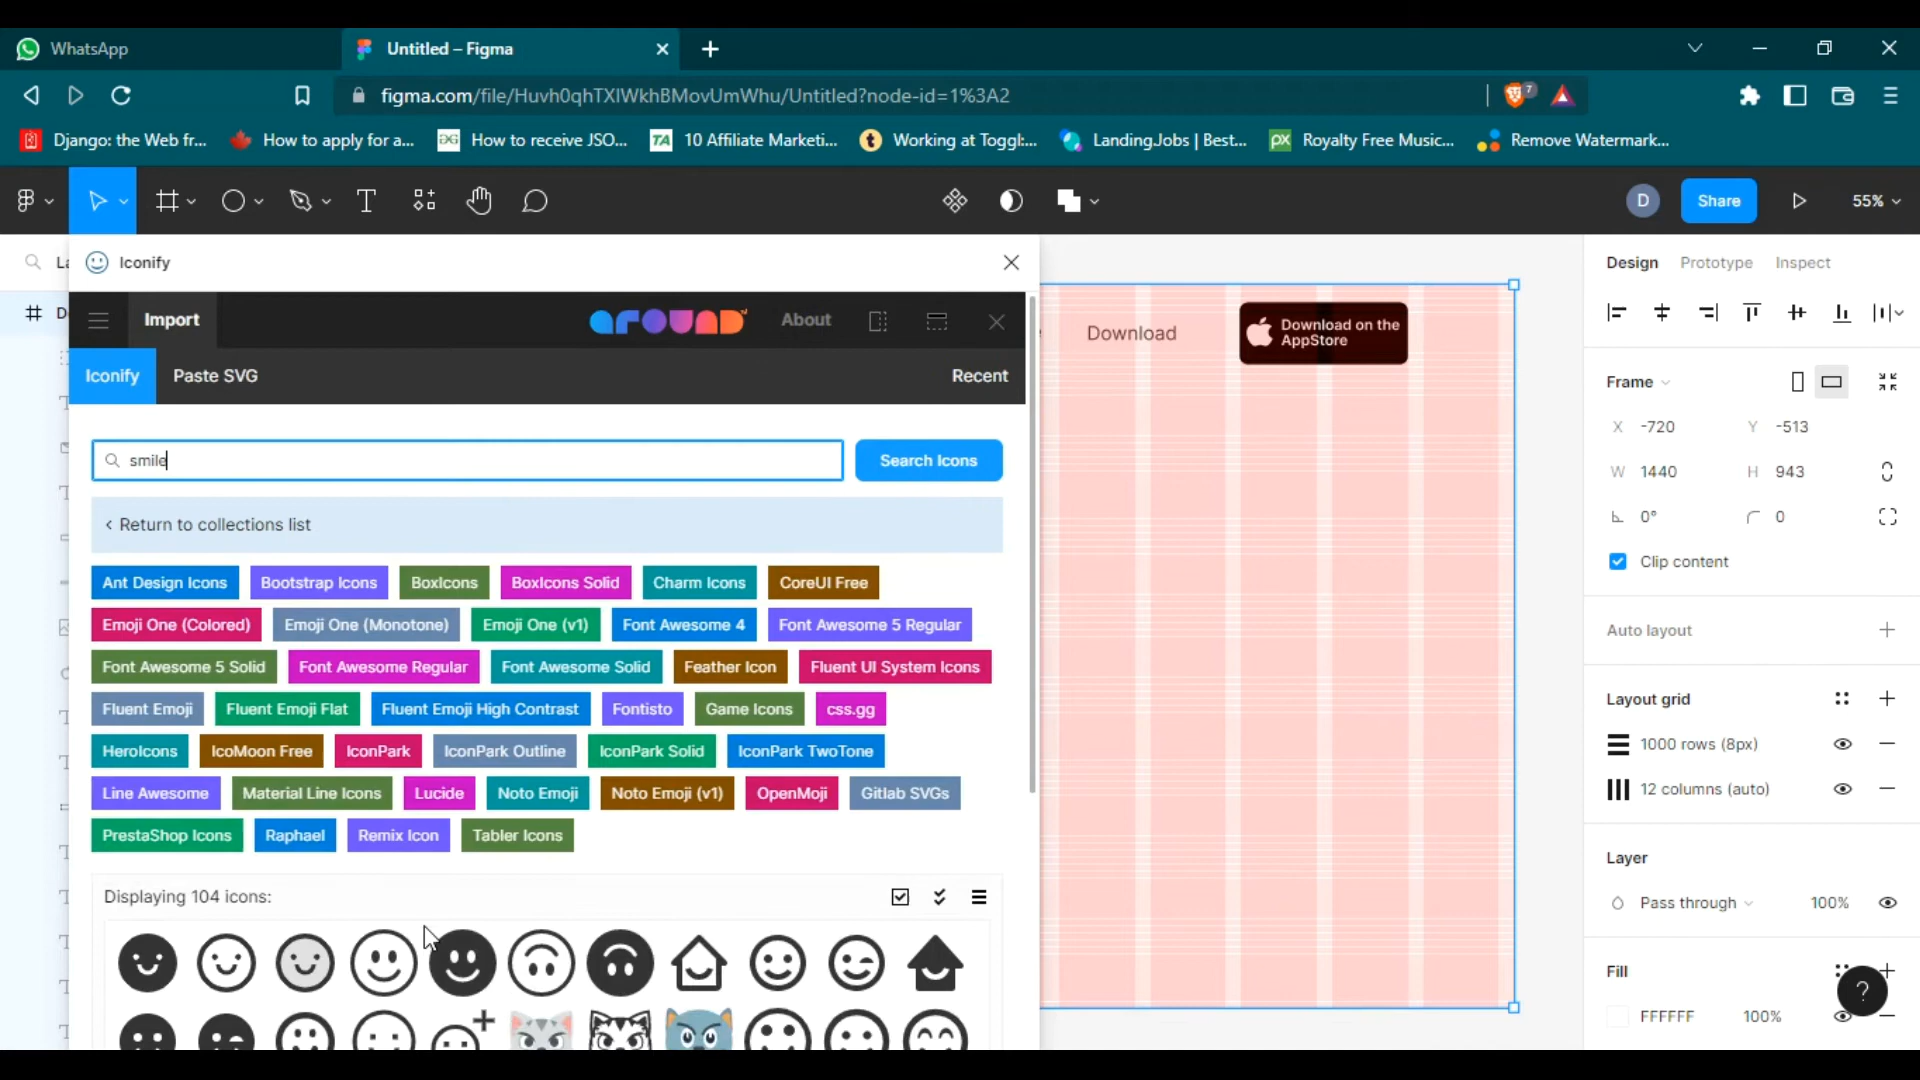 WhatsApp
Untitled – Figma
figma.com/file/Huvh0qhTXlWkhBMovUmWhu/Untitled?node-id=1%3A2
7
Django: the Web fr...
How to apply for a...
How to receive JSO...
TA
10 Affiliate Marketi...
Working at Toggl:...
LandingJobs | Best...
px
Royalty Free Music...
Remove Watermark...
T
D
Share
55%
La
Iconify
Import
around
About
Iconify
Paste SVG
Recent
smile
Search Icons
< Return to collections list
Ant Design Icons
Bootstrap Icons
BoxIcons
BoxIcons Solid
Charm Icons
CoreUI Free
Emoji One (Colored)
Emoji One (Monotone)
Emoji One (v1)
Font Awesome 4
Font Awesome 5 Regular
Font Awesome 5 Solid
Font Awesome Regular
Font Awesome Solid
Feather Icon
Fluent UI System Icons
Fluent Emoji
Fluent Emoji Flat
Fluent Emoji High Contrast
Fontisto
Game Icons
css.gg
HeroIcons
IcoMoon Free
IconPark
IconPark Outline
IconPark Solid
IconPark TwoTone
Line Awesome
Material Line Icons
Lucide
Noto Emoji
Noto Emoji (v1)
OpenMoji
Gitlab SVGs
PrestaShop Icons
Raphael
Remix Icon
Tabler Icons
Displaying 104 icons:
Download
Download on the
AppStore
Design
Prototype
Inspect
Frame
X -720
Y -513
W 1440
H 943
0°
0
Clip content
Auto layout
Layout grid
1000 rows (8px)
12 columns (auto)
Layer
Pass through
100%
Fill
FFFFFF
100%
?